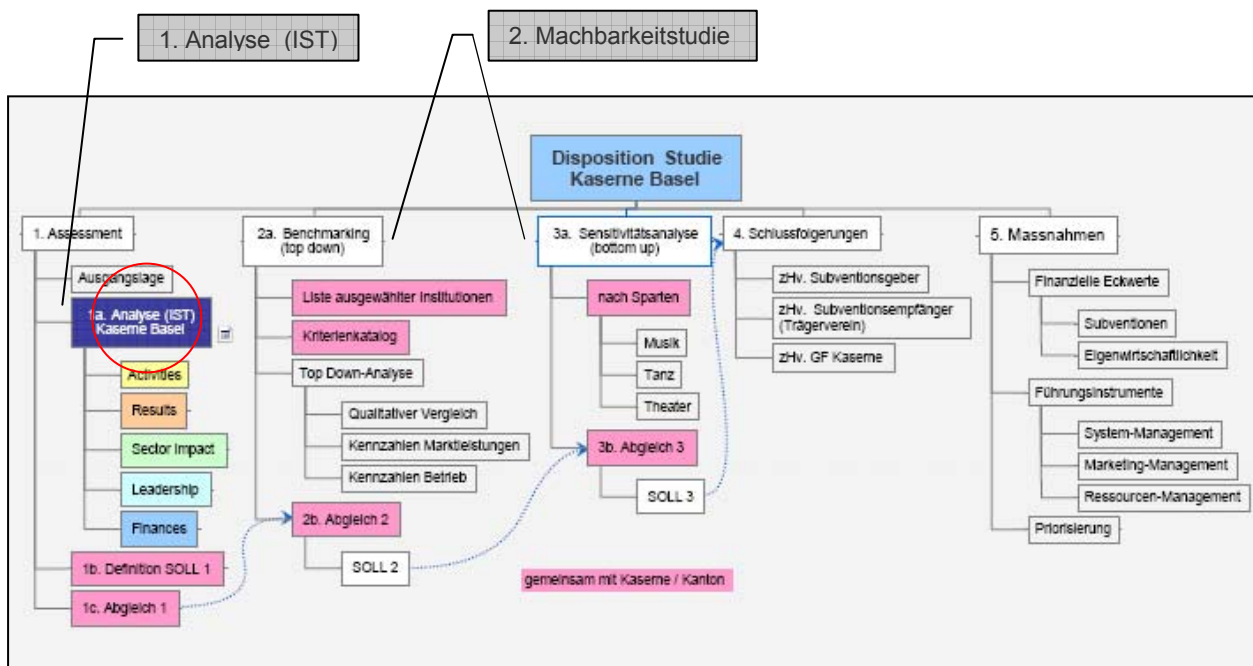 1. Analyse (IST)
2. Machbarkeitstudie
Disposition Studie
Kaserne Basel
1. Assessment
Ausgangslage
1a. Analyse (IST)
Kaserne Basel
Activities
Results
Sector Impact
Leadership
Finances
1b. Definition SOLL 1
1c. Abgleich 1
2a. Benchmarking
(top down)
Liste ausgewählter Institutionen
Kriterienkatalog
Top Down-Analyse
Qualitativer Vergleich
Kennzahlen Marktleistungen
Kennzahlen Betrieb
2b. Abgleich 2
SOLL 2
3a. Sensitivitätsanalyse
(bottom up)
nach Sparten
Musik
Tanz
Theater
3b. Abgleich 3
SOLL 3
gemeinsam mit Kaserne / Kanton
4. Schlussfolgerungen
zHv. Subventionsgeber
zHv. Subventionsempfänger
(Trägerverein)
zHv. GF Kaserne
5. Massnahmen
Finanzielle Eckwerte
Subventionen
Eigenwirtschaftlichkeit
Führungsinstrumente
System-Management
Marketing-Management
Ressourcen-Management
Priorisierung